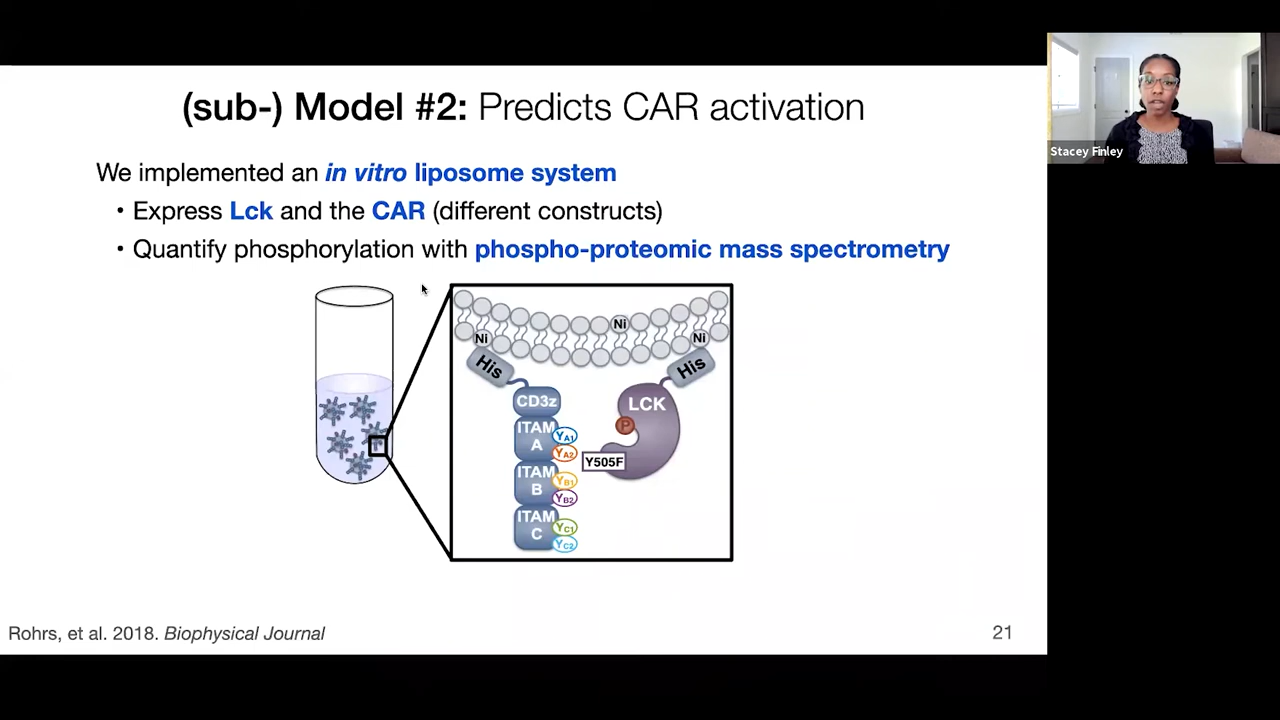 (sub-) Model #2: Predicts CAR activation
We implemented an in vitro liposome system
• Express Lck and the CAR (different constructs)
• Quantify phosphorylation with phospho-proteomic mass spectrometry
Ni
Ni
Ni
His
His
CD3z
LCK
ITAM
A
YA1
YA2
P
Y505F
ITAM
B
YB1
YB2
ITAM
C
YC1
YC2
Rohrs, et al. 2018. Biophysical Journal
21
Stacey Finley